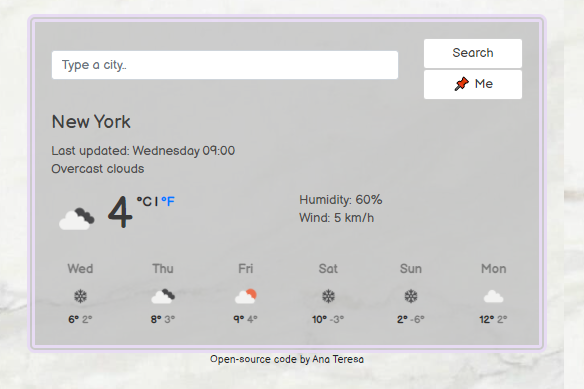 Type a city..
Search
Me
New York
Last updated: Wednesday 09:00
Overcast clouds
4 °C | °F
Humidity: 60%
Wind: 5 km/h
Wed Thu Fri Sat Sun Mon
6° 2° 8° 3° 9° 4° 10° -3° 2° -6° 12° 2°
Open-source code by Ana Teresa